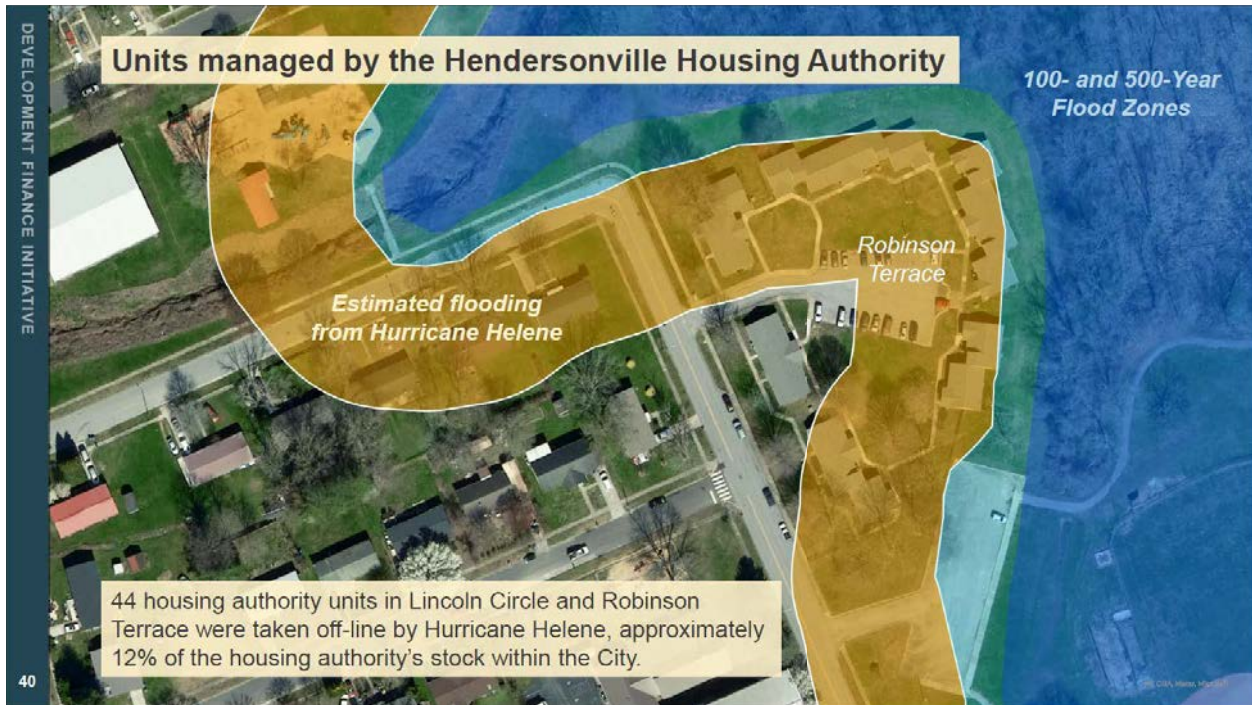 DEVELOPMENT FINANCE INITIATIVE
Units managed by the Hendersonville Housing Authority
100- and 500-Year
Flood Zones
Robinson
Terrace
Estimated flooding
from Hurricane Helene
44 housing authority units in Lincoln Circle and Robinson
Terrace were taken off-line by Hurricane Helene, approximately
12% of the housing authority's stock within the City.
40